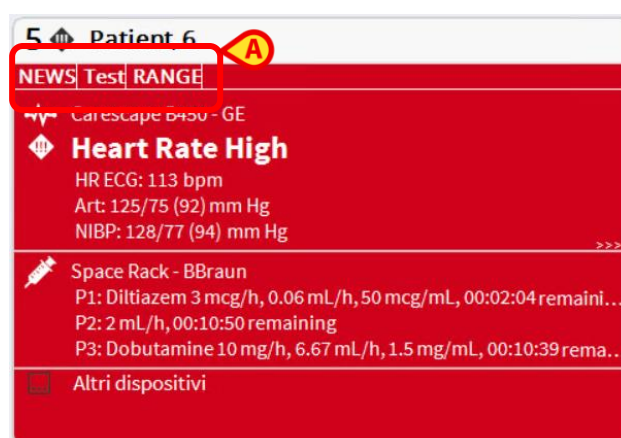 5 Patient, 6
A
NEWS Test RANGE
Carescape B450 - GE
Heart Rate High
HR ECG: 113 bpm
Art: 125/75 (92) mm Hg
NIBP: 128/77 (94) mm Hg
>>>
Space Rack - BBraun
P1: Diltiazem 3 mcg/h, 0.06 mL/h, 50 mcg/mL, 00:02:04 remaini...
P2: 2 mL/h, 00:10:50 remaining
P3: Dobutamine 10 mg/h, 6.67 mL/h, 1.5 mg/mL, 00:10:39 rema...
Altri dispositivi